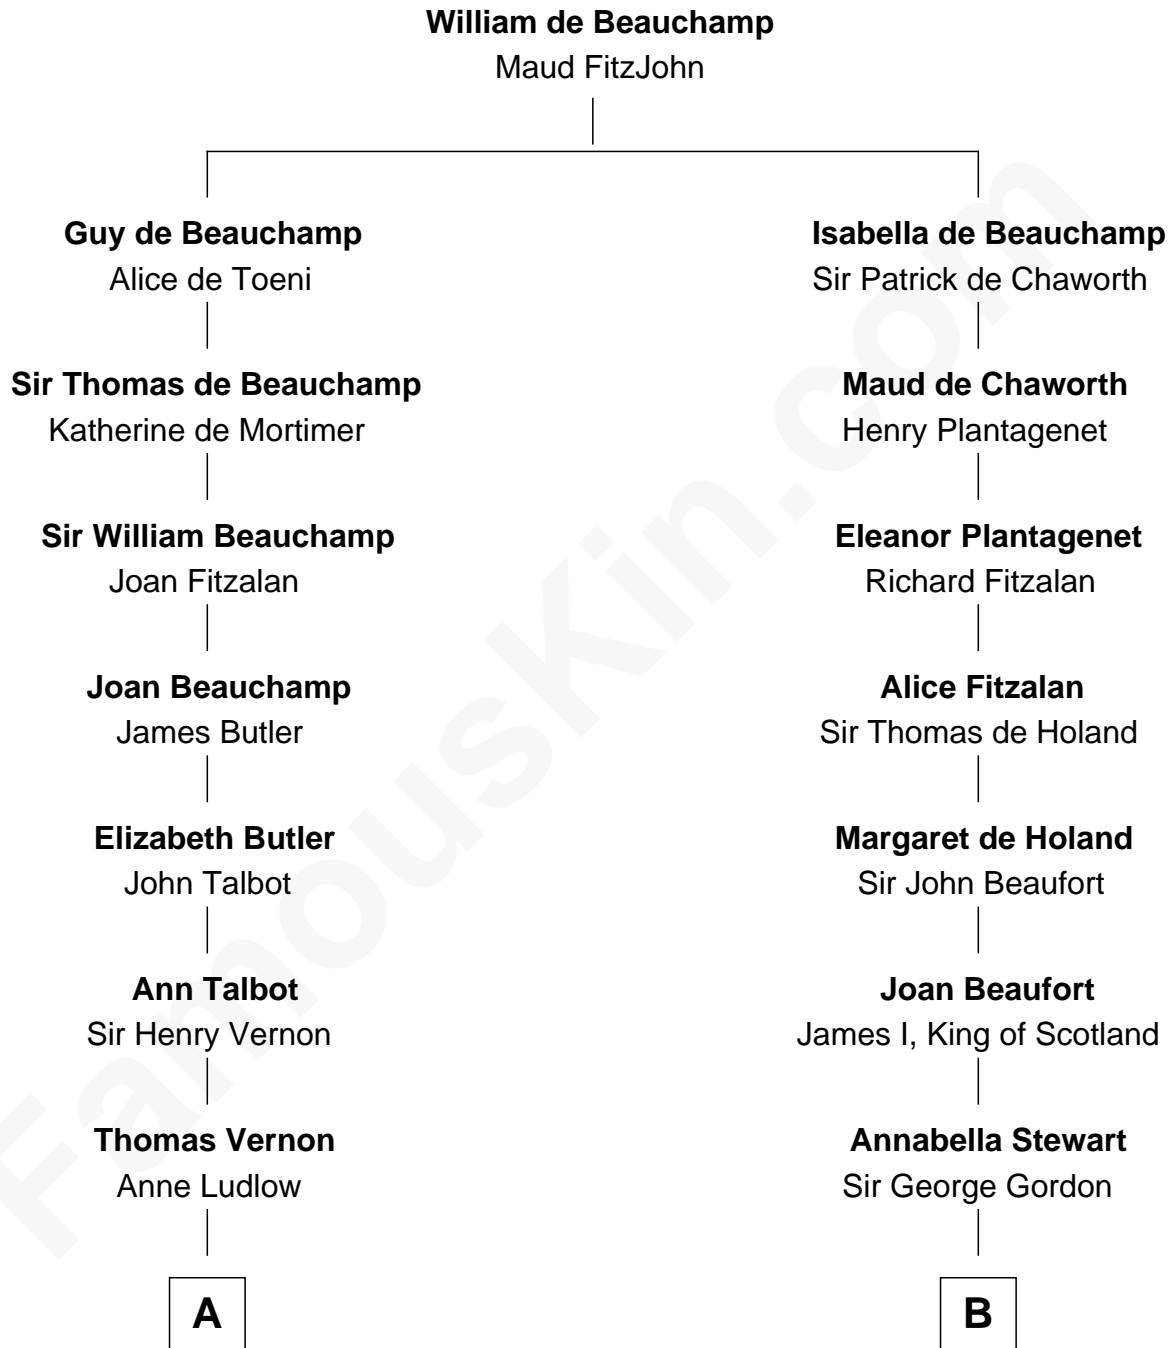 William de Beauchamp
Maud FitzJohn
Guy de Beauchamp
Alice de Toeni
Isabella de Beauchamp
Sir Patrick de Chaworth
Sir Thomas de Beauchamp
Katherine de Mortimer
Maud de Chaworth
Henry Plantagenet
Sir William Beauchamp
Joan Fitzalan
Eleanor Plantagenet
Richard Fitzalan
Joan Beauchamp
James Butler
Alice Fitzalan
Sir Thomas de Holand
Elizabeth Butler
John Talbot
Margaret de Holand
Sir John Beaufort
Ann Talbot
Sir Henry Vernon
Joan Beaufort
James I, King of Scotland
Thomas Vernon
Anne Ludlow
Annabella Stewart
Sir George Gordon
A
B
FamousKin.com